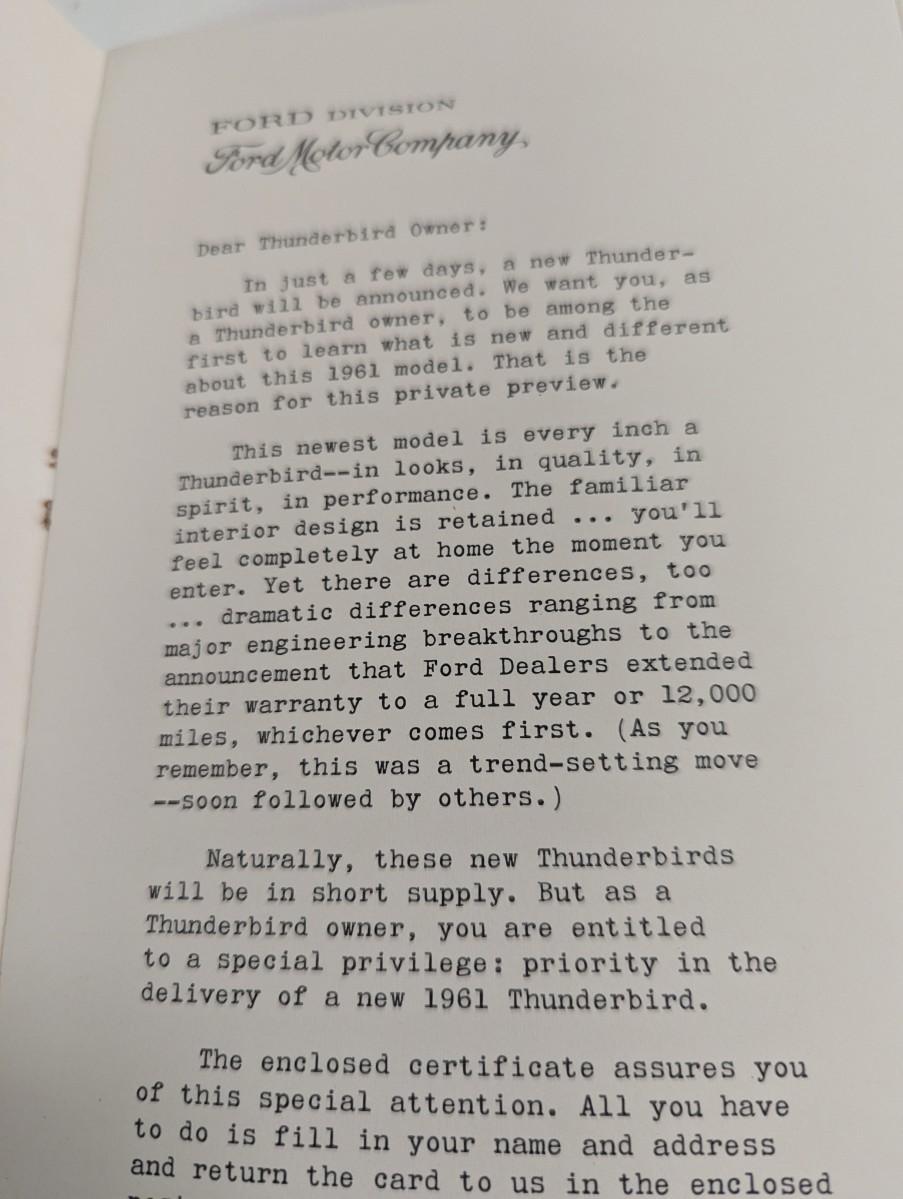 FORD DIVISION
Ford Motor Company,
Dear Thunderbird Owner:
In just a few days, a new Thunder-
bird will be announced. We want you, as
a Thunderbird owner, to be among the
first to learn what is new and different
about this 1961 model. That is the
reason for this private preview.
This newest model is every inch a
Thunderbird--in looks, in quality, in
spirit, in performance. The familiar
interior design is retained ... you'll
feel completely at home the moment you
enter. Yet there are differences, too
... dramatic differences ranging from
major engineering breakthroughs to the
announcement that Ford Dealers extended
their warranty to a full year or 12,000
miles, whichever comes first. (As you
remember, this was a trend-setting move
--soon followed by others.)
Naturally, these new Thunderbirds
will be in short supply. But as a
Thunderbird owner, you are entitled
to a special privilege: priority in the
delivery of a new 1961 Thunderbird.
The enclosed certificate assures you
of this special attention. All you have
to do is fill in your name and address
and return the card to us in the enclosed